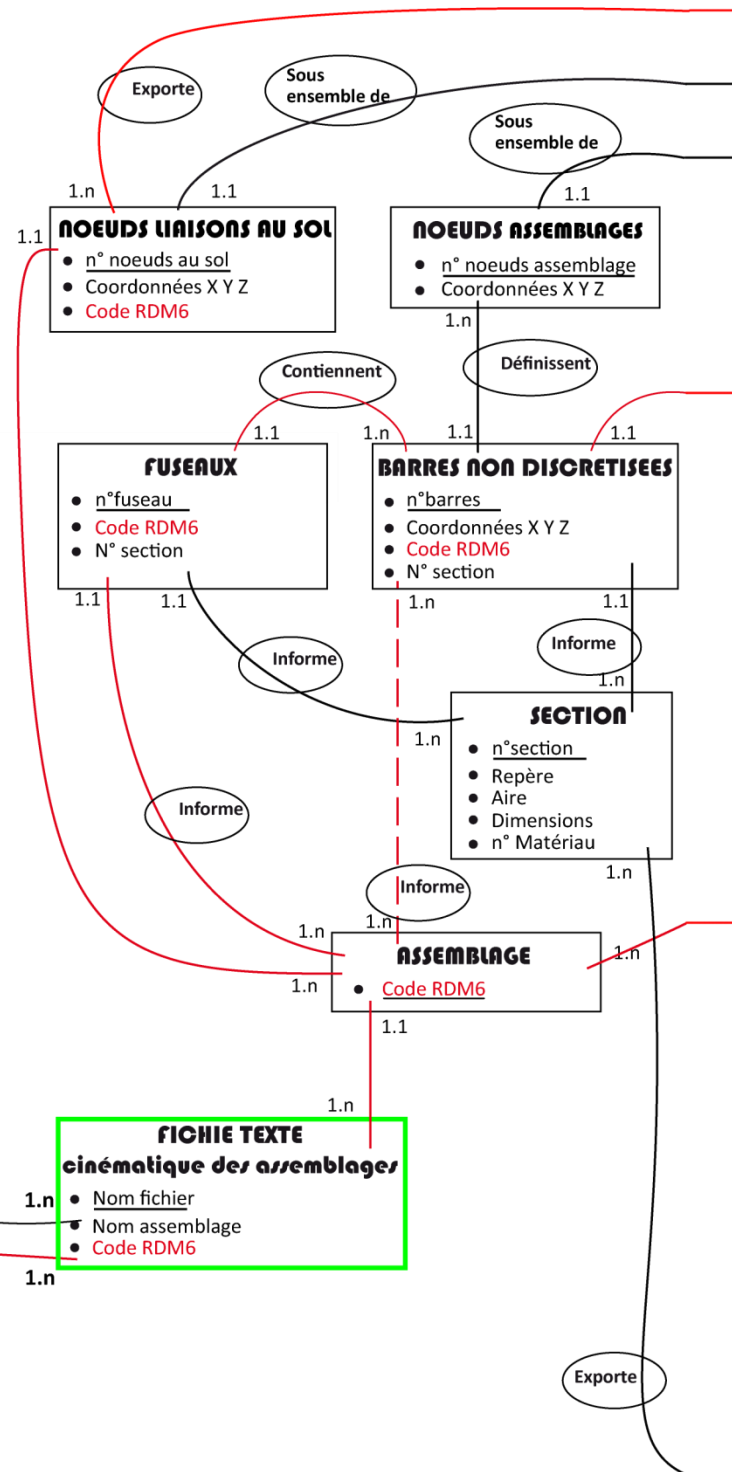 Exporte
Sous
ensemble de
Sous
ensemble de
1.n
1.1
1.1
1.1
NOEUDS LIAISONS AU SOL
n° noeuds au sol
Coordonnées X Y Z
Code RDM6
NOEUDS ASSEMBLAGES
n° noeuds assemblage
Coordonnées X Y Z
1.n
Contiennent
Définissent
1.1
1.n
1.1
1.1
FUSEAUX
n°fuseau
Code RDM6
N° section
BARRES NON DISCRETISEES
n°barres
Coordonnées X Y Z
Code RDM6
N° section
1.1
1.1
1.n
1.1
Informe
Informe
1.n
1.n
SECTION
n°section
Repère
Aire
Dimensions
n° Matériau
Informe
1.n
Informe
1.n
1.n
1.n
ASSEMBLAGE
Code RDM6
1.n
1.1
1.n
FICHIE TEXTE
cinématique des assemblages
Nom fichier
Nom assemblage
Code RDM6
1.n
1.n
Exporte